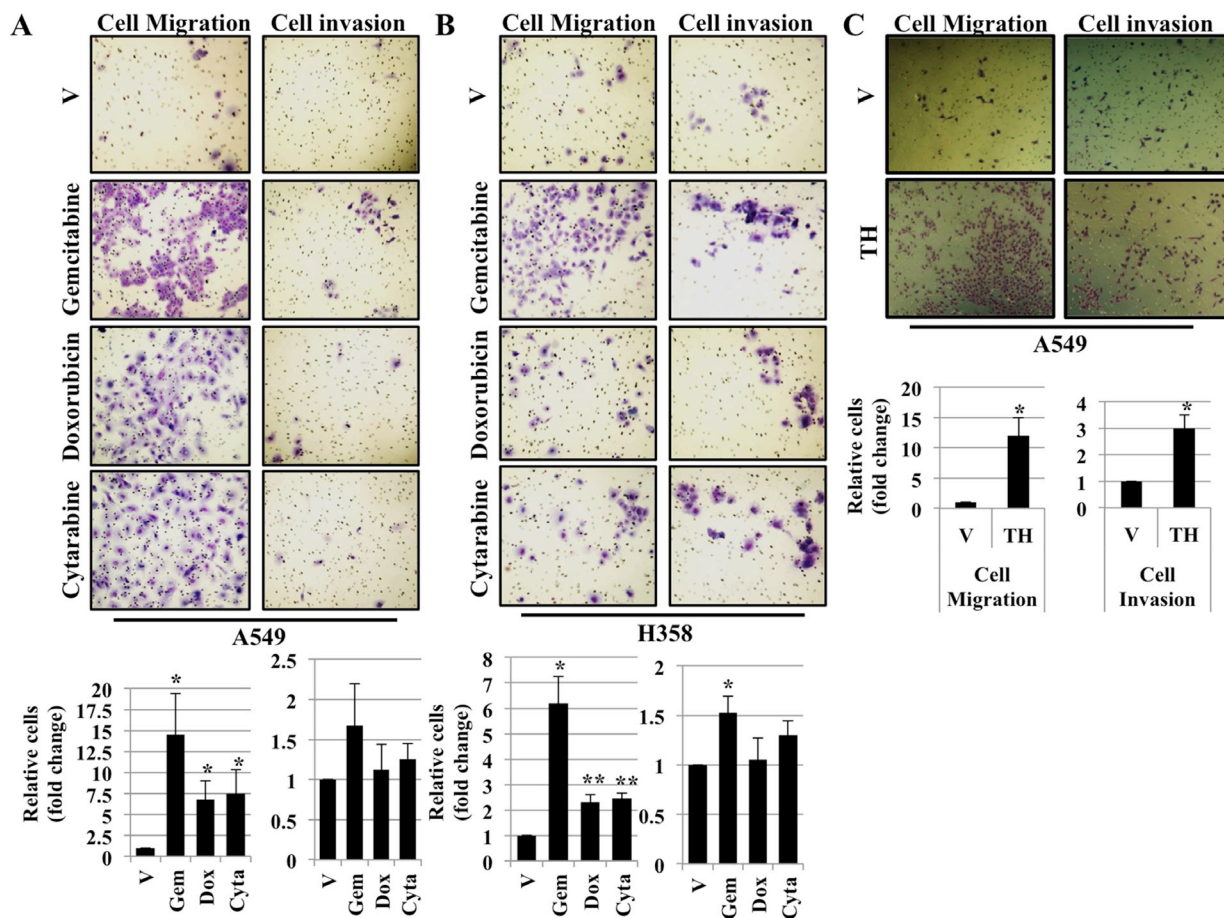 A
Cell Migration
Cell invasion
V
Gemcitabine
Doxorubicin
Cytarabine
A549
Relative cells
(fold change)
20
17.5
15
12.5
10
7.5
5
2.5
0
*
*
*
V
Gem
Dox
Cyta
2.5
2
1.5
1
0.5
0
V
Gem
Dox
Cyta
B
Cell Migration
Cell invasion
V
Gemcitabine
Doxorubicin
Cytarabine
H358
Relative cells
(fold change)
8
7
6
5
4
3
2
1
0
*
**
**
V
Gem
Dox
Cyta
2
1.5
1
0.5
0
*
V
Gem
Dox
Cyta
C
Cell Migration
Cell invasion
V
TH
A549
Relative cells
(fold change)
20
15
10
5
0
*
V
TH
Cell
Migration
4
3
2
1
0
*
V
TH
Cell
Invasion